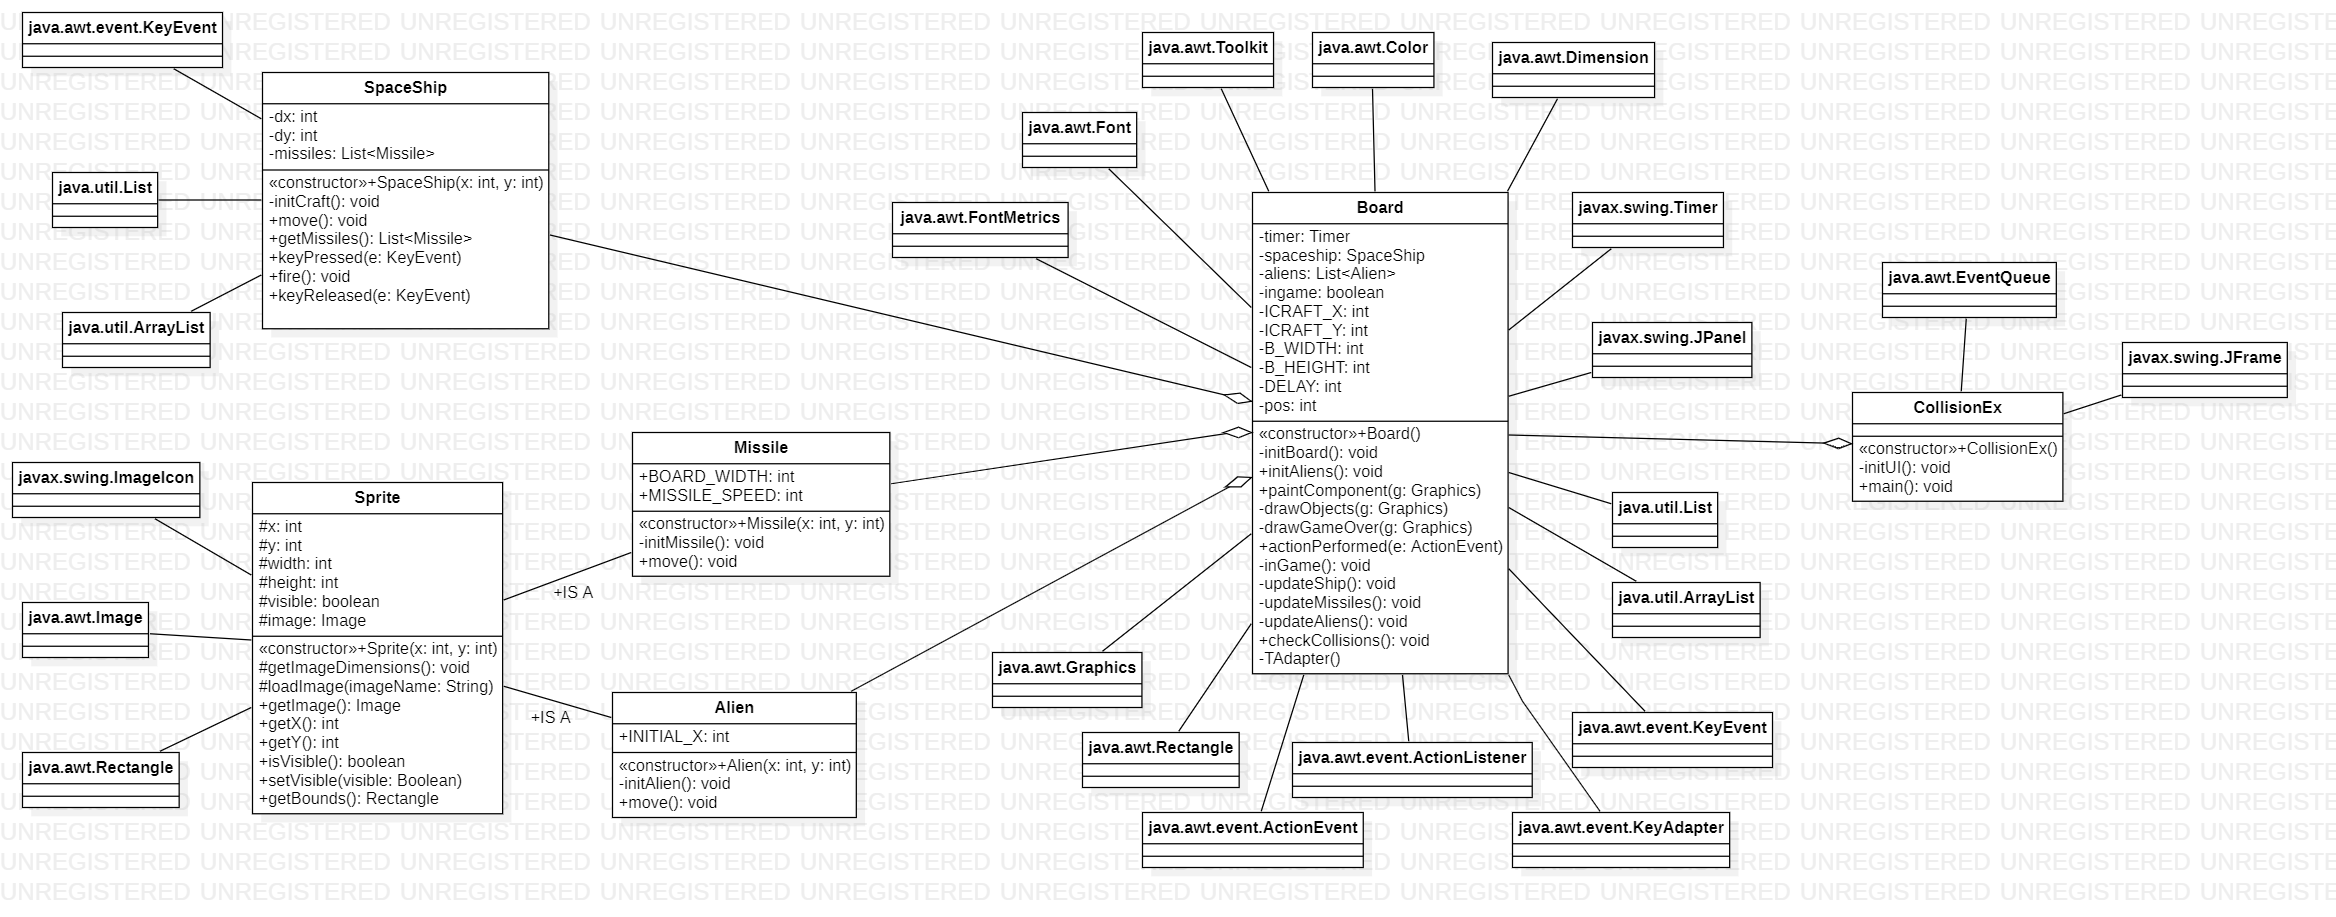 java.awt.event.KeyEvent
SpaceShip
-dx: int
-dy: int
-missiles: List<Missile>
«constructor»+SpaceShip(x: int, y: int)
-initCraft(): void
+move(): void
+getMissiles(): List<Missile>
+keyPressed(e: KeyEvent)
+fire(): void
+keyReleased(e: KeyEvent)
java.util.List
java.util.ArrayList
javax.swing.ImageIcon
java.awt.Image
java.awt.Rectangle
Sprite
#x: int
#y: int
#width: int
#height: int
#visible: boolean
#image: Image
«constructor»+Sprite(x: int, y: int)
#getImageDimensions(): void
#loadImage(imageName: String)
+getImage(): Image
+getX(): int
+getY(): int
+isVisible(): boolean
+setVisible(visible: Boolean)
+getBounds(): Rectangle
+IS A
+IS A
Missile
+BOARD_WIDTH: int
+MISSILE_SPEED: int
«constructor»+Missile(x: int, y: int)
-initMissile(): void
+move(): void
Alien
+INITIAL_X: int
«constructor»+Alien(x: int, y: int)
-initAlien(): void
+move(): void
java.awt.Toolkit
java.awt.Color
java.awt.Dimension
java.awt.Font
java.awt.FontMetrics
Board
-timer: Timer
-spaceship: SpaceShip
-aliens: List<Alien>
-ingame: boolean
-ICRAFT_X: int
-ICRAFT_Y: int
-B_WIDTH: int
-B_HEIGHT: int
-DELAY: int
-pos: int
«constructor»+Board()
-initBoard(): void
+initAliens(): void
+paintComponent(g: Graphics)
-drawObjects(g: Graphics)
-drawGameOver(g: Graphics)
+actionPerformed(e: ActionEvent)
-inGame(): void
-updateShip(): void
-updateMissiles(): void
-updateAliens(): void
+checkCollisions(): void
-TAdapter()
javax.swing.Timer
javax.swing.JPanel
java.util.List
java.util.ArrayList
java.awt.event.KeyEvent
java.awt.Graphics
java.awt.Rectangle
java.awt.event.ActionListener
java.awt.event.ActionEvent
java.awt.event.KeyAdapter
java.awt.EventQueue
javax.swing.JFrame
CollisionEx
«constructor»+CollisionEx()
-initUI(): void
+main(): void
UNREGISTERED